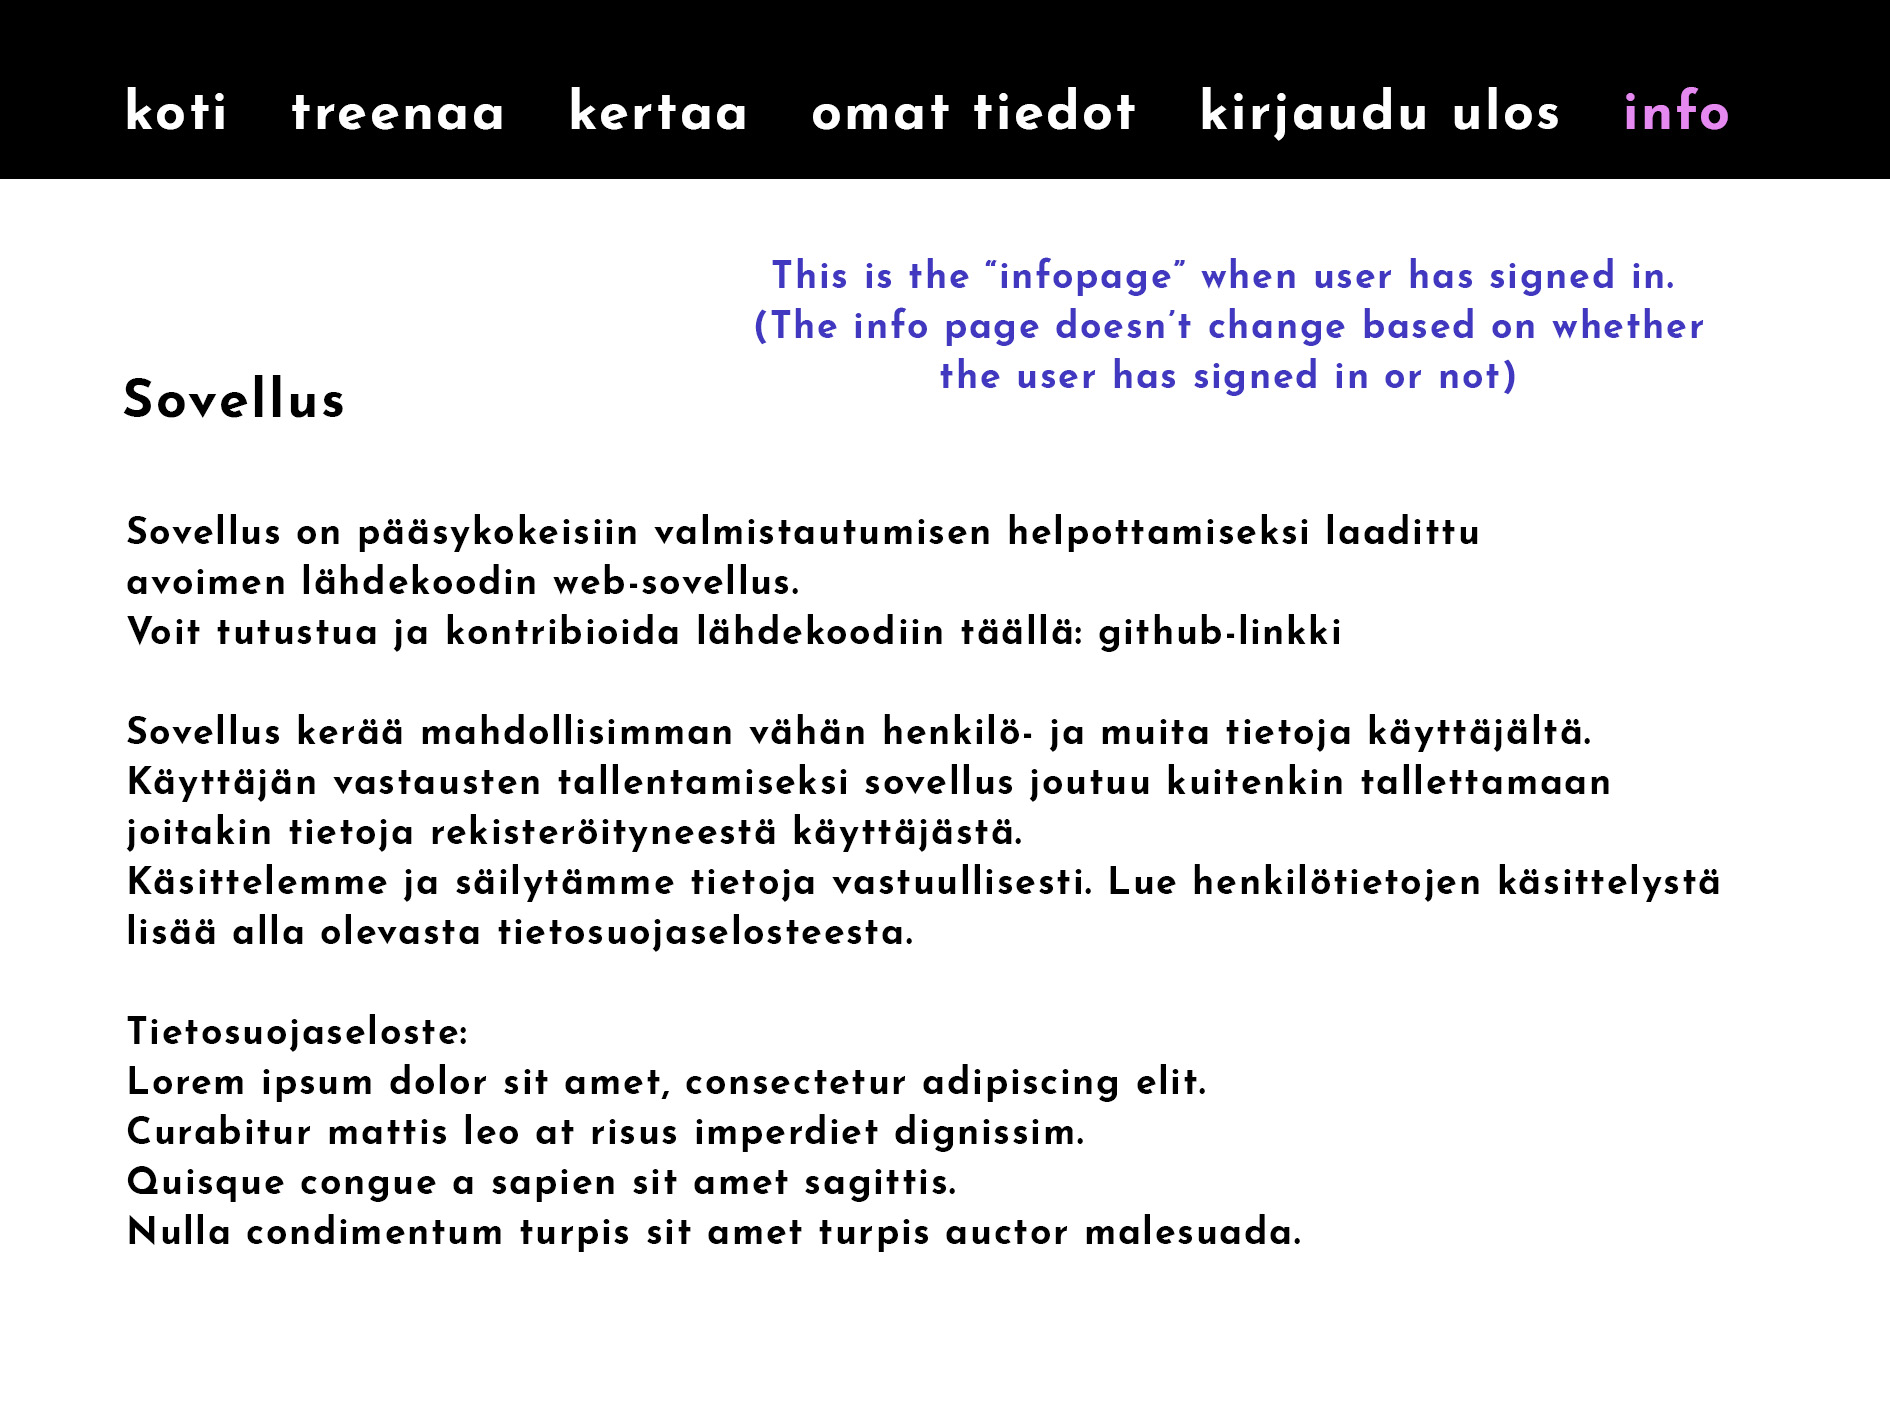 koti treenaa kertaa omat tiedot kirjaudu ulos info
This is the “infopage” when user has signed in.
(The info page doesn’t change based on whether
the user has signed in or not)
Sovellus
Sovellus on pääsykokeisiin valmistautumisen helpottamiseksi laadittu
avoimen lähdekoodin web-sovellus.
Voit tutustua ja kontribioida lähdekoodiin täällä: github-linkki
Sovellus kerää mahdollisimman vähän henkilö- ja muita tietoja käyttäjältä.
Käyttäjän vastausten tallentamiseksi sovellus joutuu kuitenkin tallettamaan
joitakin tietoja rekisteröityneestä käyttäjästä.
Käsittelemme ja säilytämme tietoja vastuullisesti. Lue henkilötietojen käsittelystä
lisää alla olevasta tietosuojaselosteesta.
Tietosuojaseloste:
Lorem ipsum dolor sit amet, consectetur adipiscing elit.
Curabitur mattis leo at risus imperdiet dignissim.
Quisque congue a sapien sit amet sagittis.
Nulla condimentum turpis sit amet turpis auctor malesuada.